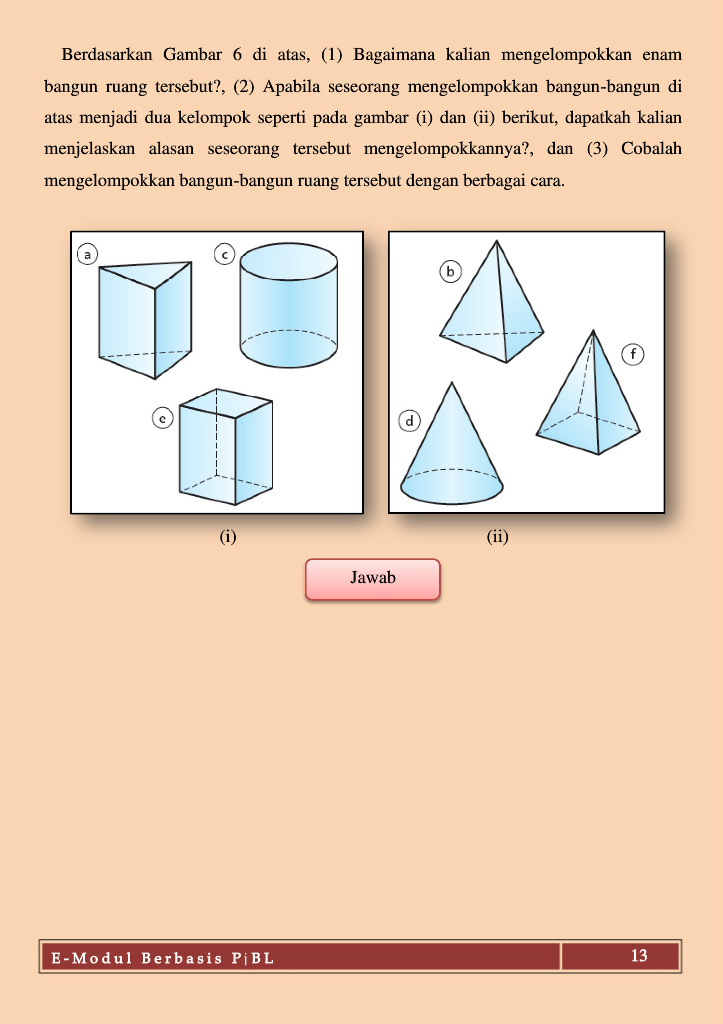 Berdasarkan Gambar 6 di atas, (1) Bagaimana kalian mengelompokkan enam
bangun ruang tersebut?, (2) Apabila seseorang mengelompokkan bangun-bangun di
atas menjadi dua kelompok seperti pada gambar (i) dan (ii) berikut, dapatkah kalian
menjelaskan alasan seseorang tersebut mengelompokkannya?, dan (3) Cobalah
mengelompokkan bangun-bangun ruang tersebut dengan berbagai cara.
a
c
e
b
f
d
(i)
(ii)
Jawab
E-Modul Berbasis PjBL
13